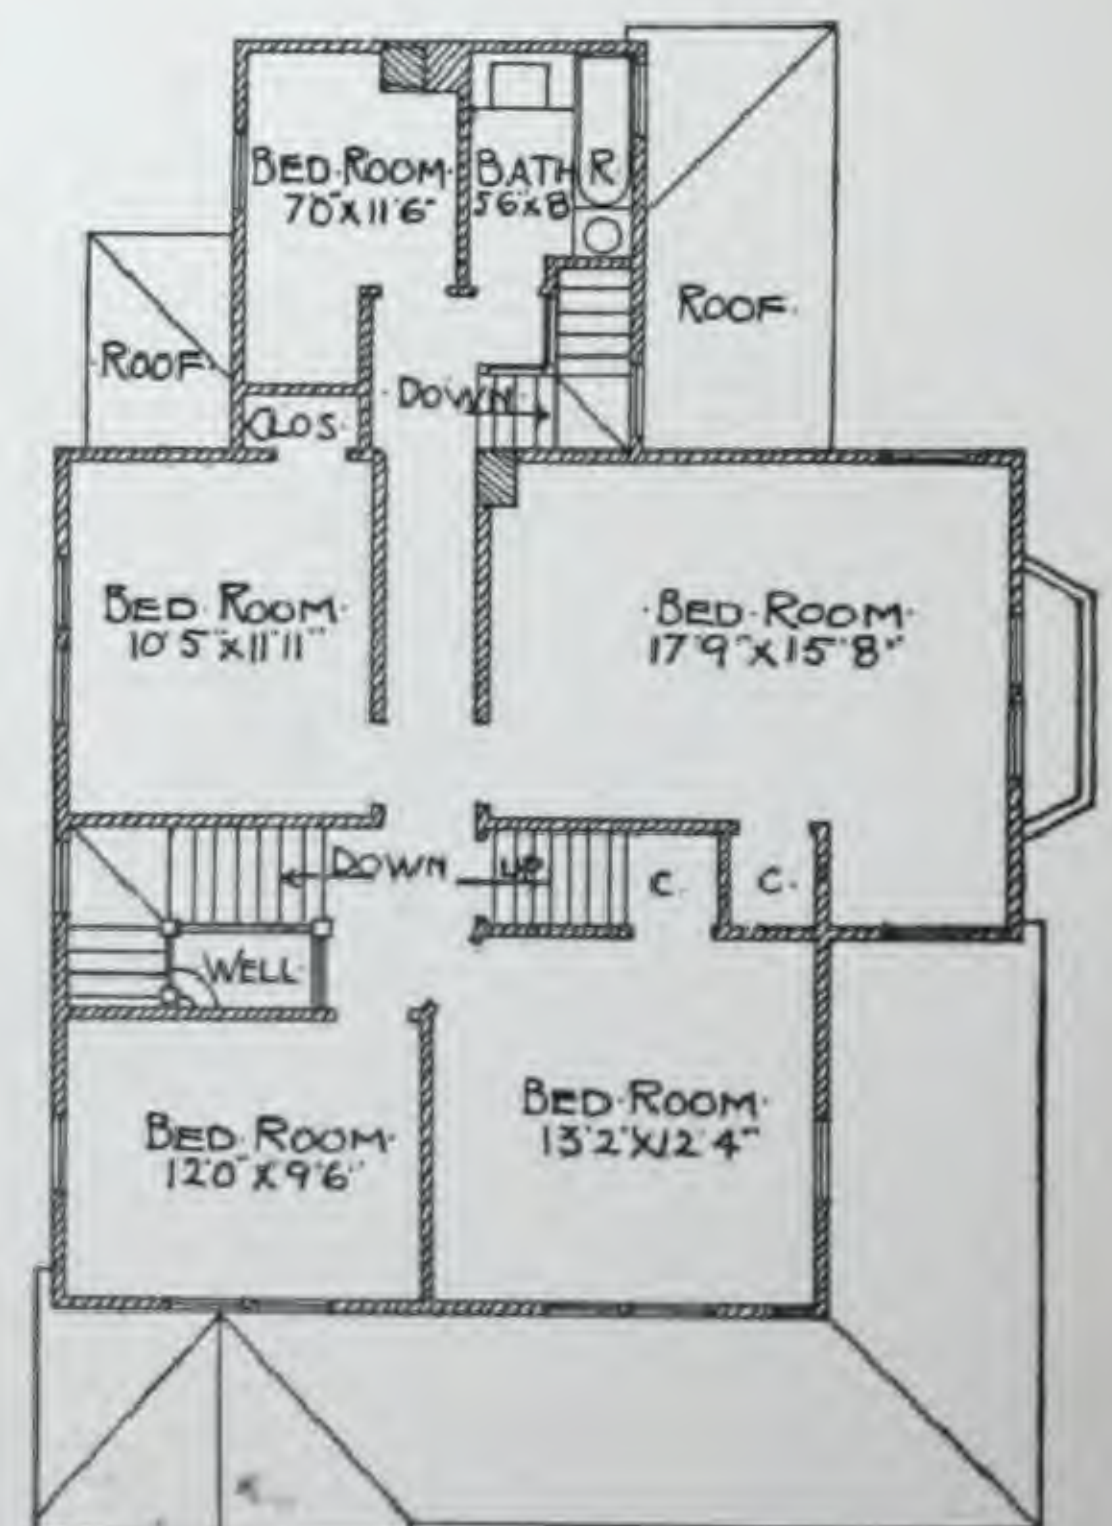 BED·ROOM·
7'0"X11'6"
BATH R
5'6"X8
ROOF·
·ROOF·
·DOWN·
CLOS·
BED·ROOM·
10'5"X11'11"
·BED·ROOM·
17'9"X15'8"
DOWN
UP
C.
C.
WELL
BED·ROOM·
12'0"X9'6"
BED·ROOM·
13'2"X12'4"